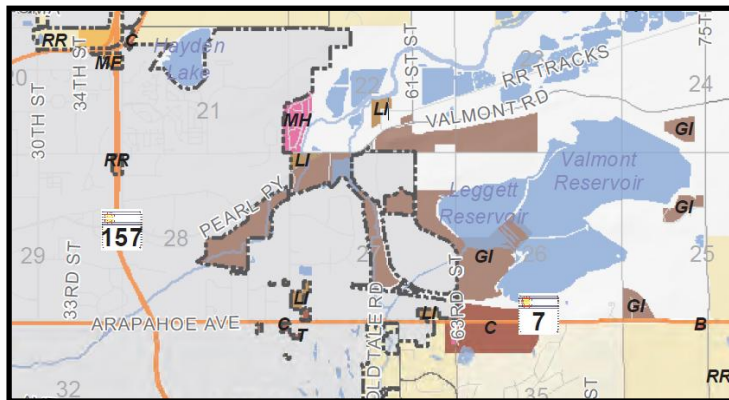 RR
C
34TH ST
MF
Hayden
Lake
20
21
22
61ST ST
LI
RR TRACKS
23
VALMONT RD
75TH
24
30TH ST
MH
GI
RR
LI
Valmont
Reservoir
Leggett
Reservoir
PEARL PY
GI
157
28
27
29
33RD ST
GI
26
25
63RD ST
LI
OLD TALE RD
LI
GI
ARAPAHOE AVE
C
T
C
7
B
RR
32
35
ST